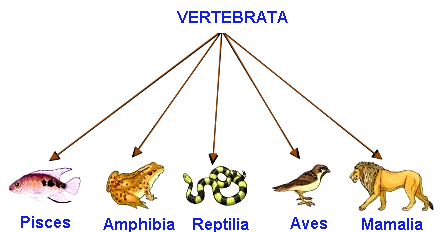 VERTEBRATA
Pisces
Amphibia
Reptilia
Aves
Mamalia